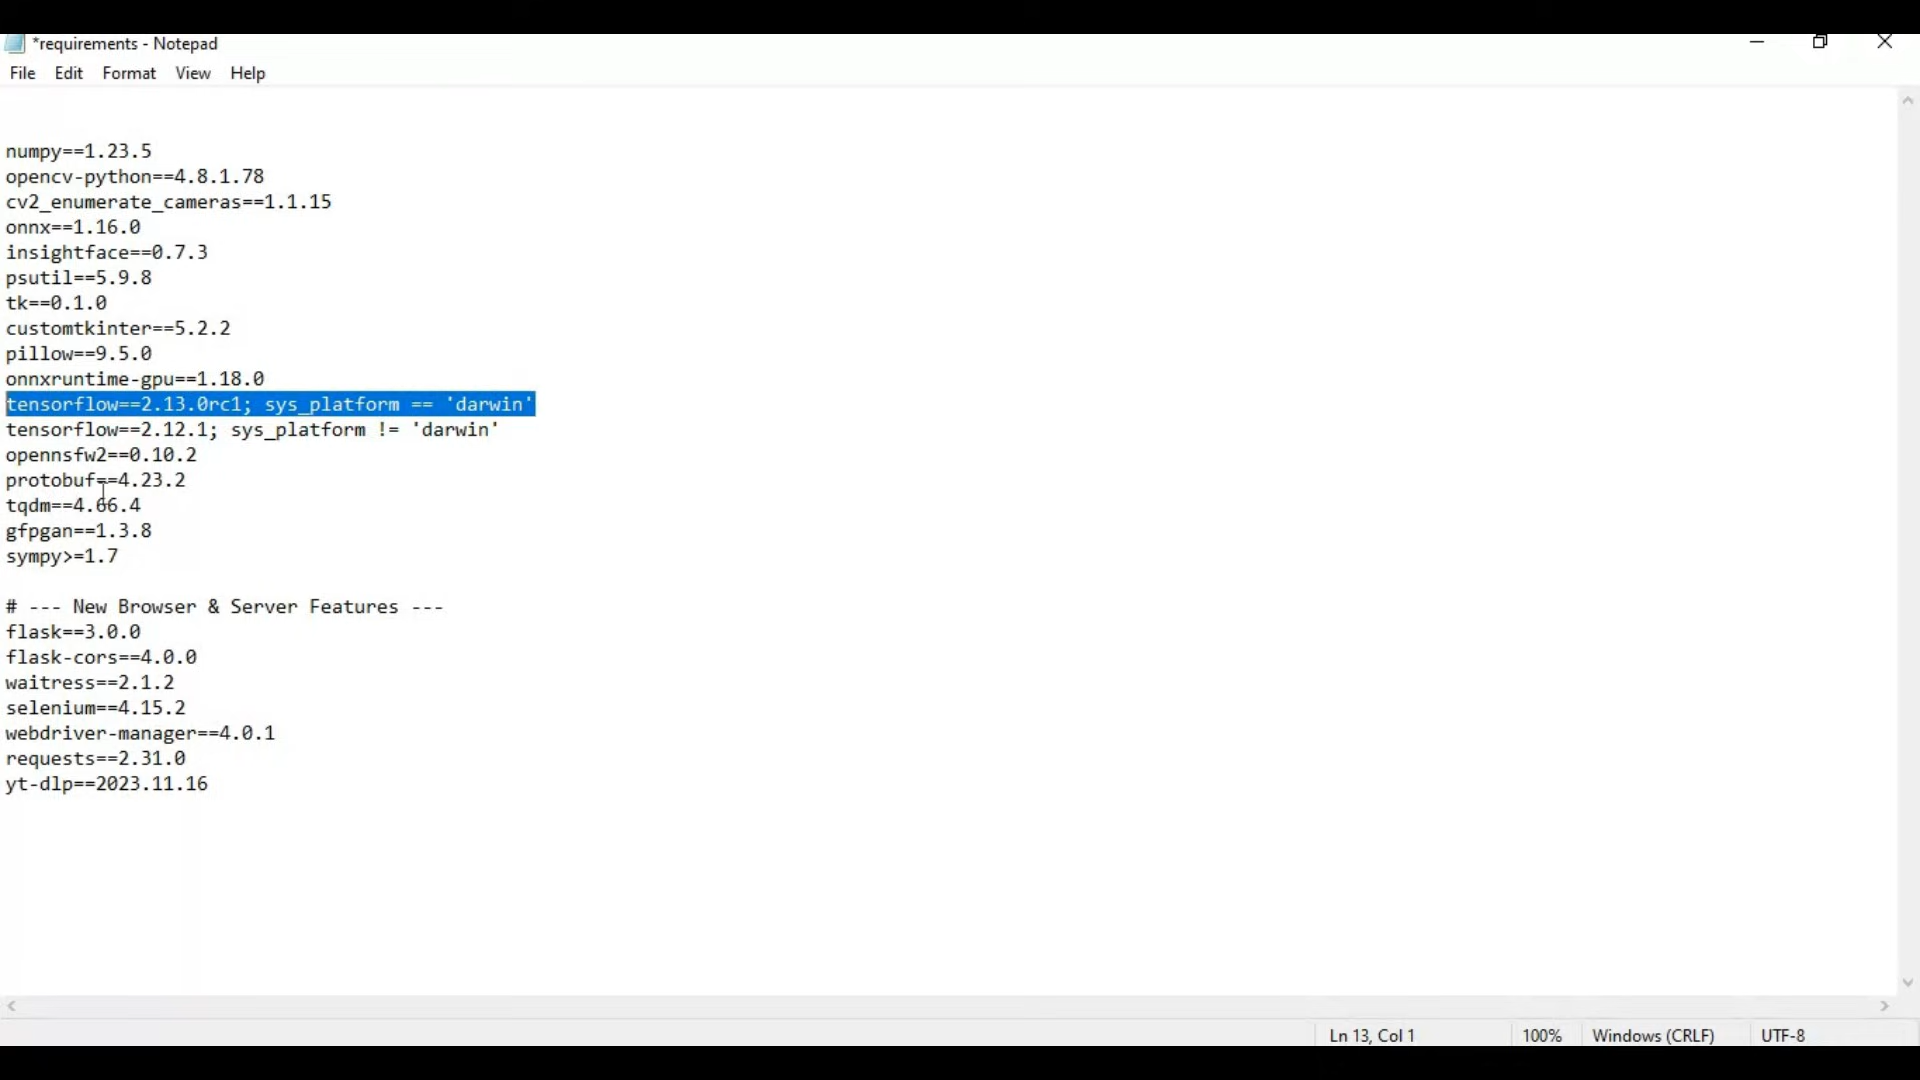 *requirements - Notepad
File Edit Format View Help
numpy==1.23.5
opencv-python==4.8.1.78
cv2_enumerate_cameras==1.1.15
onnx==1.16.0
insightface==0.7.3
psutil==5.9.8
tk==0.1.0
customtkinter==5.2.2
pillow==9.5.0
onnxruntime-gpu==1.18.0
tensorflow==2.13.0rc1; sys_platform == 'darwin'
tensorflow==2.12.1; sys_platform != 'darwin'
opennsfw2==0.10.2
protobuf==4.23.2
tqdm==4.66.4
gfpgan==1.3.8
sympy>=1.7
# --- New Browser & Server Features ---
flask==3.0.0
flask-cors==4.0.0
waitress==2.1.2
selenium==4.15.2
webdriver-manager==4.0.1
requests==2.31.0
yt-dlp==2023.11.16
Ln 13, Col 1 100% Windows (CRLF) UTF-8